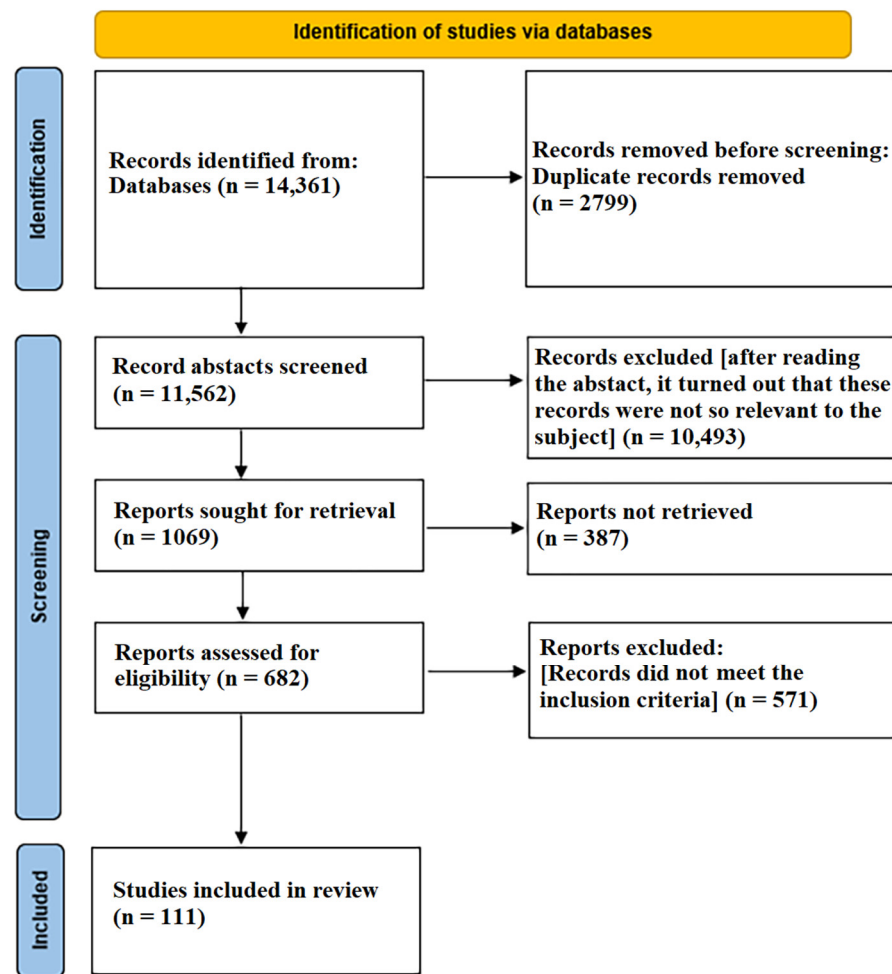 Identification of studies via databases
Identification
Records identified from:
Databases (n = 14,361)
Records removed before screening:
Duplicate records removed
(n = 2799)
Screening
Record abstacts screened
(n = 11,562)
Records excluded [after reading
the abstact, it turned out that these
records were not so relevant to the
subject] (n = 10,493)
Reports sought for retrieval
(n = 1069)
Reports not retrieved
(n = 387)
Reports assessed for
eligibility (n = 682)
Reports excluded:
[Records did not meet the
inclusion criteria] (n = 571)
Included
Studies included in review
(n = 111)